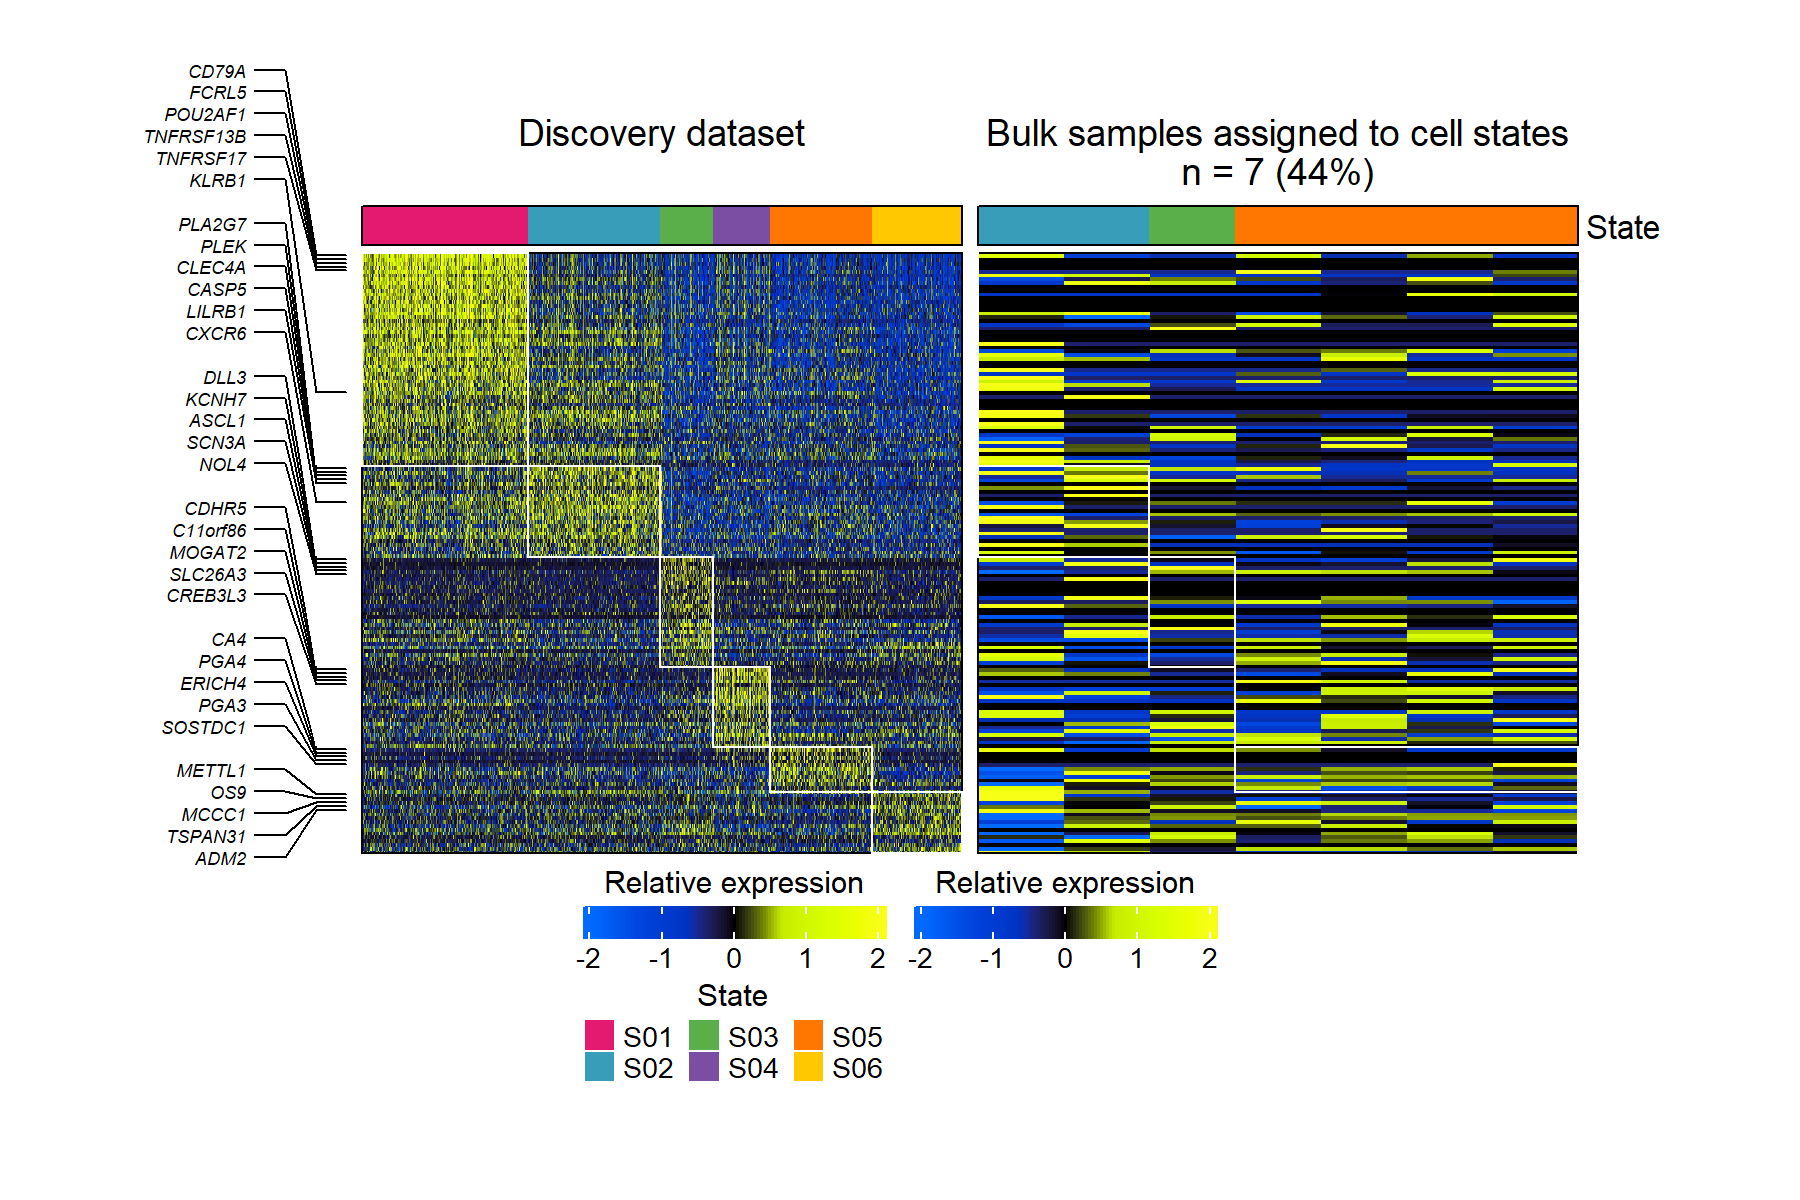 Discovery dataset
Bulk samples assigned to cell states
n = 7 (44%)
State
CD79A
FCRL5
POU2AF1
TNFRSF13B
TNFRSF17
KLRB1
PLA2G7
PLEK
CLEC4A
CASP5
LILRB1
CXCR6
DLL3
KCNH7
ASCL1
SCN3A
NOL4
CDHR5
C11orf86
MOGAT2
SLC26A3
CREB3L3
CA4
PGA4
ERICH4
PGA3
SOSTDC1
METTL1
OS9
MCCC1
TSPAN31
ADM2
Relative expression
-2 -1 0 1 2
Relative expression
-2 -1 0 1 2
State
S01 S03 S05
S02 S04 S06